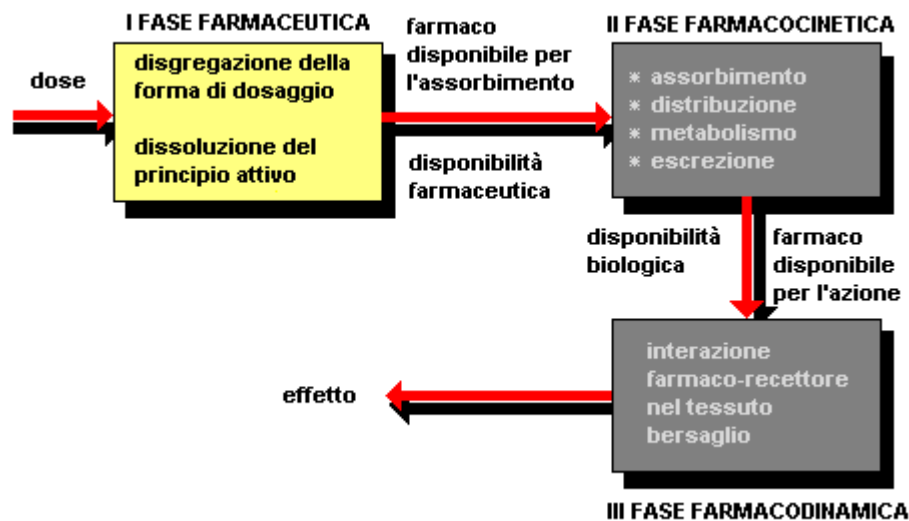 I FASE FARMACEUTICA
dose
disgregazione della
forma di dosaggio
dissoluzione del
principio attivo
farmaco
disponibile per
l'assorbimento
disponibilità
farmaceutica
II FASE FARMACOCINETICA
* assorbimento
* distribuzione
* metabolismo
* escrezione
disponibilità
biologica
farmaco
disponibile
per l'azione
interazione
farmaco-recettore
nel tessuto
bersaglio
effetto
III FASE FARMACODINAMICA